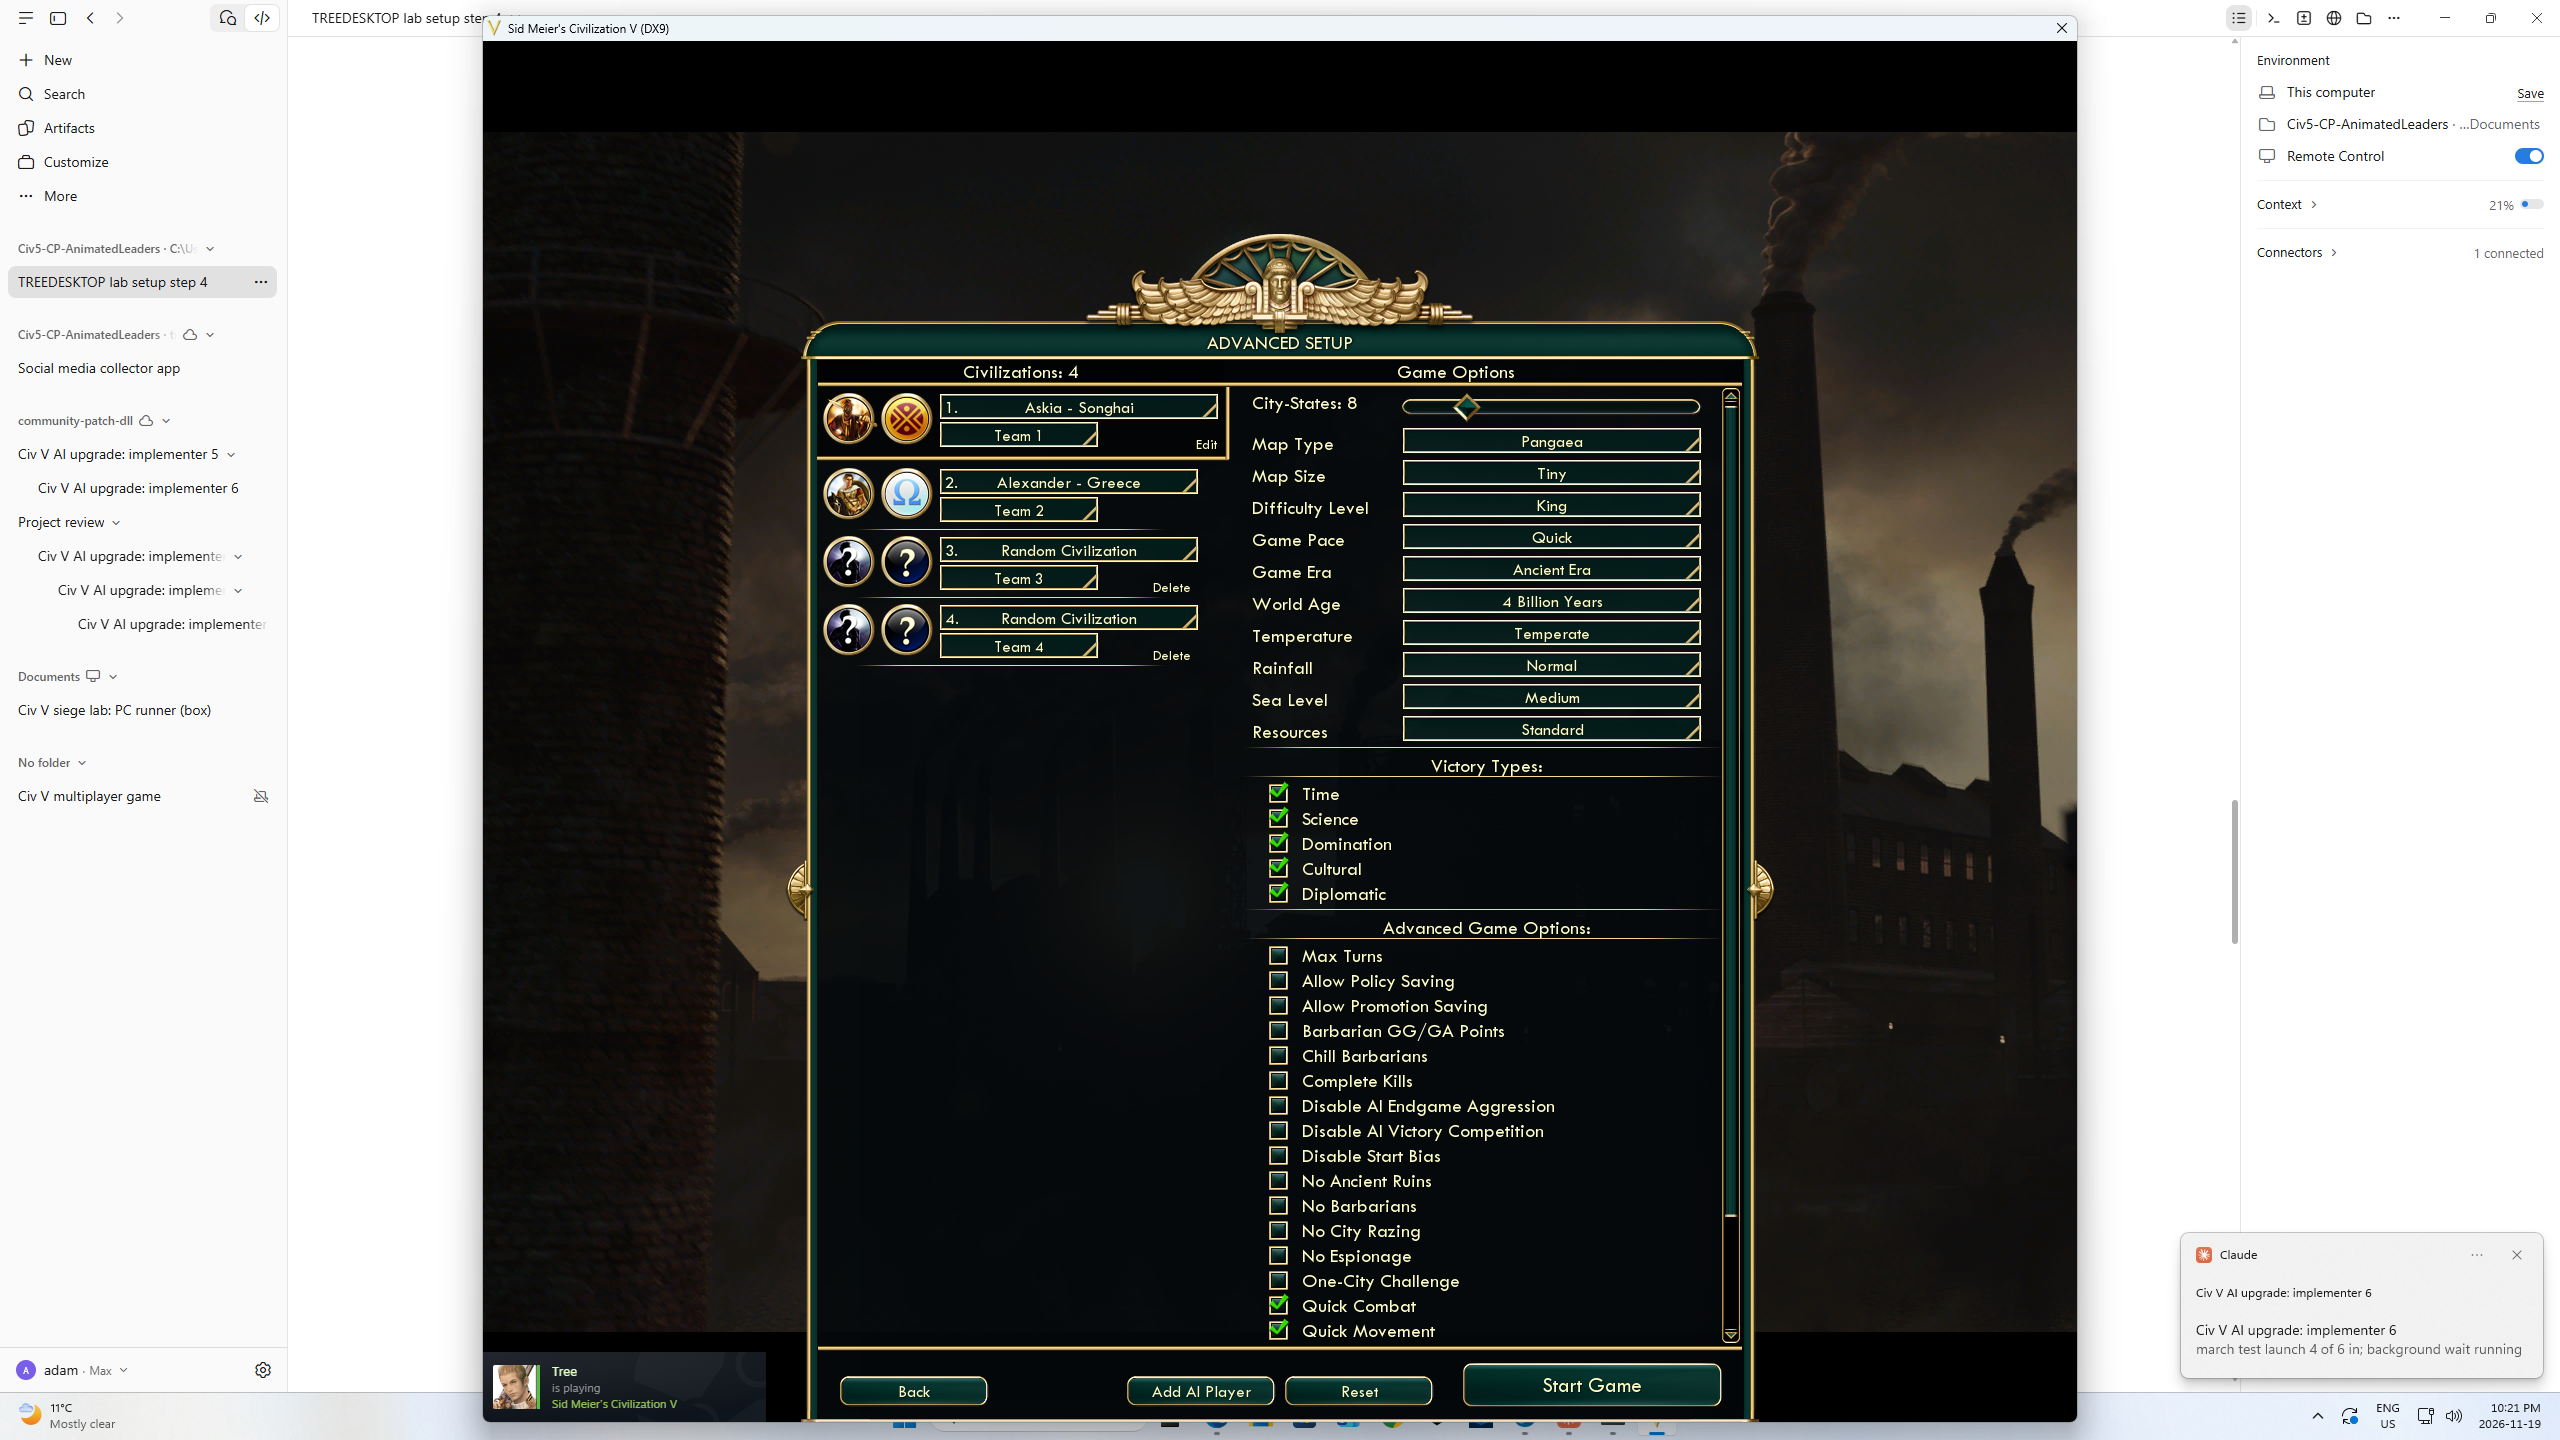 TREEDESKTOP lab setup
Sid Meier's Civilization V (DX9)
New
Search
Artifacts
Customize
More
Civ5-CP-AnimatedLeaders ·
TREEDESKTOP lab setup step 4
Civ5-CP-AnimatedLeaders ·
Social media collector app
community-patch-dll
Civ V AI upgrade: implementer 5
Civ V AI upgrade: implementer 6
Project review
Civ V AI upgrade: implemente
Civ V AI upgrade: impleme
Civ V AI upgrade: implementer
Documents
Civ V siege lab: PC runner (box)
No folder
Civ V multiplayer game
adam · Max
A
11°C
Mostly clear
ADVANCED SETUP
Civilizations: 4
1. Askia - Songhai
Team 1
Edit
2. Alexander - Greece
Team 2
3. Random Civilization
Team 3
Delete
4. Random Civilization
Team 4
Delete
Game Options
City-States: 8
Map Type Pangaea
Map Size Tiny
Difficulty Level King
Game Pace Quick
Game Era Ancient Era
World Age 4 Billion Years
Temperature Temperate
Rainfall Normal
Sea Level Medium
Resources Standard
Victory Types:
Time
Science
Domination
Cultural
Diplomatic
Advanced Game Options:
Max Turns
Allow Policy Saving
Allow Promotion Saving
Barbarian GG/GA Points
Chill Barbarians
Complete Kills
Disable AI Endgame Aggression
Disable AI Victory Competition
Disable Start Bias
No Ancient Ruins
No Barbarians
No City Razing
No Espionage
One-City Challenge
Quick Combat
Quick Movement
Back
Add AI Player
Reset
Start Game
Tree
is playing
Sid Meier's Civilization V
Environment
This computer
Save
Civ5-CP-AnimatedLeaders · ...Documents
Remote Control
Context
21%
Connectors
1 connected
Claude
Civ V AI upgrade: implementer 6
Civ V AI upgrade: implementer 6
march test launch 4 of 6 in; background wait running
ENG
US
10:21 PM
2026-11-19